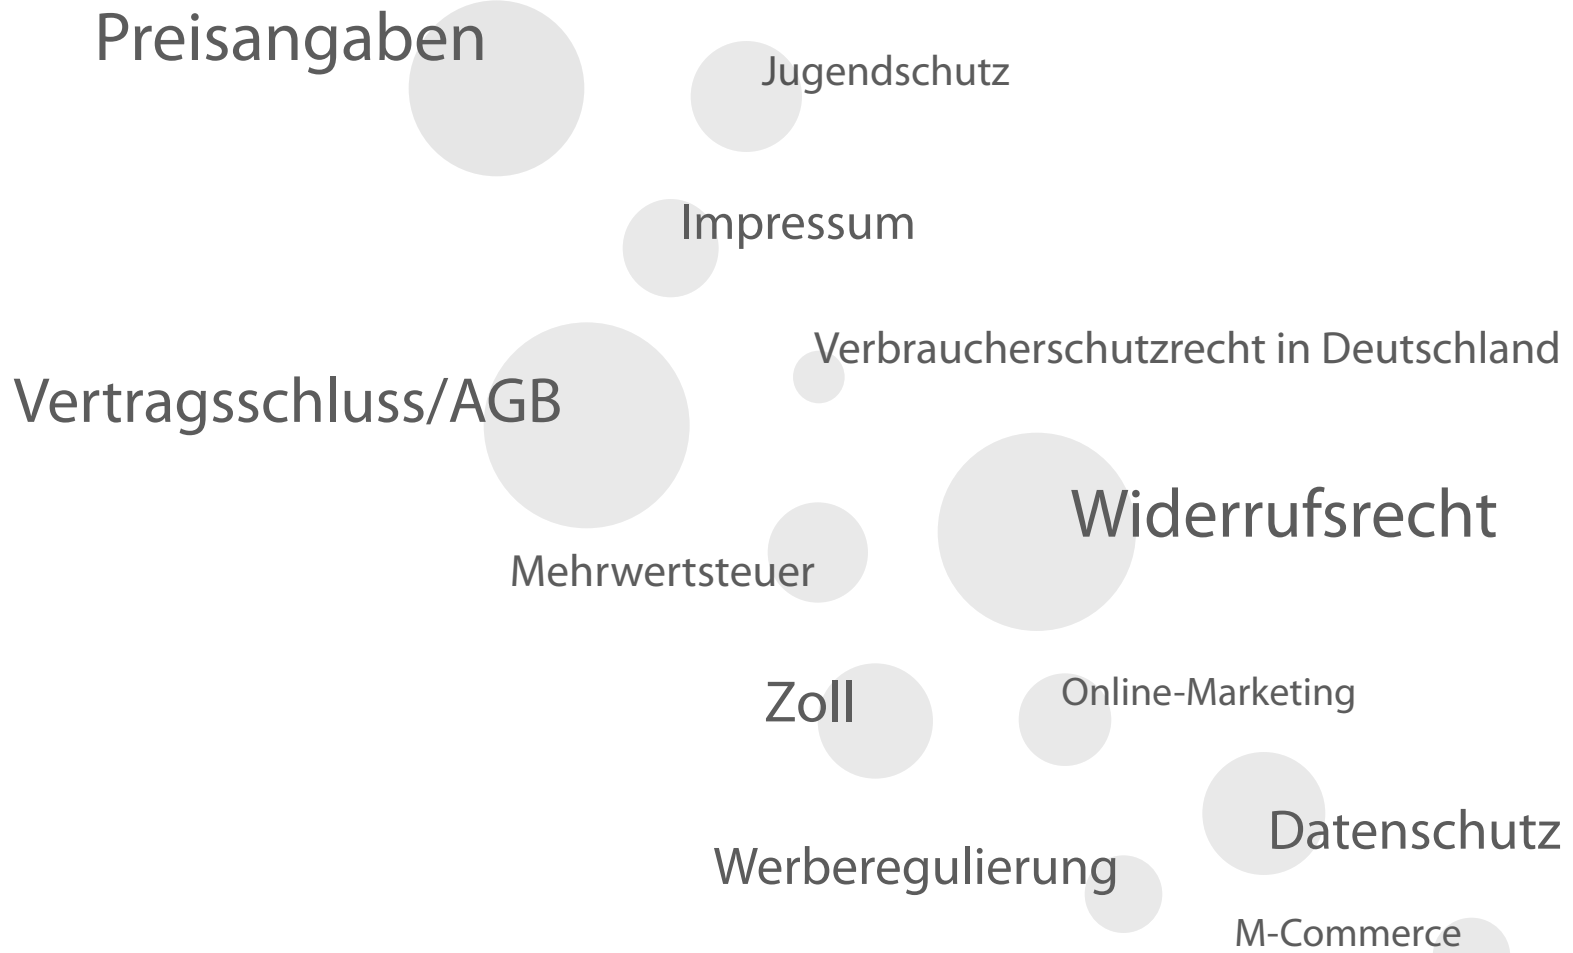 Preisangaben
Jugendschutz
Impressum
Verbraucherschutzrecht in Deutschland
Vertragsschluss/AGB
Widerrufsrecht
Mehrwertsteuer
Zoll
Online-Marketing
Datenschutz
Werberegulierung
M-Commerce